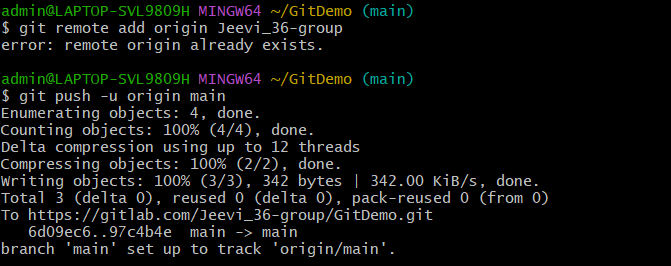 admin@LAPTOP-SVL98O9H MINGW64 ~/GitDemo (main)
$ git remote add origin Jeevi_36-group
error: remote origin already exists.
admin@LAPTOP-SVL98O9H MINGW64 ~/GitDemo (main)
$ git push -u origin main
Enumerating objects: 4, done.
Counting objects: 100% (4/4), done.
Delta compression using up to 12 threads
Compressing objects: 100% (2/2), done.
Writing objects: 100% (3/3), 342 bytes | 342.00 KiB/s, done.
Total 3 (delta 0), reused 0 (delta 0), pack-reused 0 (from 0)
To https://gitlab.com/Jeevi_36-group/GitDemo.git
   6d09ec6..97c4b4e  main -> main
branch 'main' set up to track 'origin/main'.